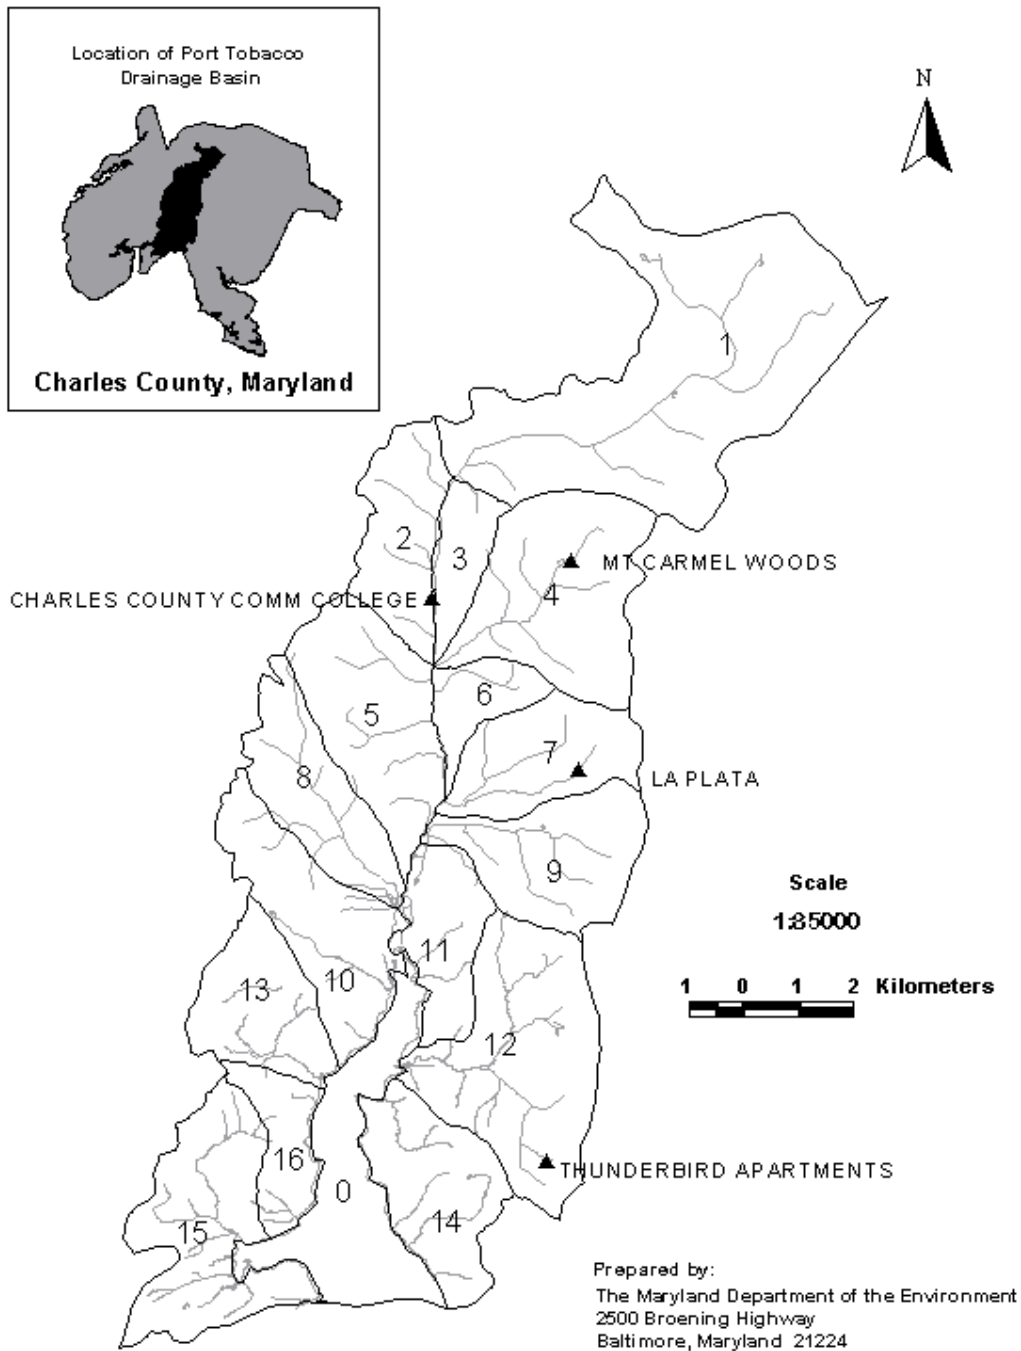 Location of Port Tobacco
Drainage Basin
Charles County, Maryland
N
1
2
3
MT CARMEL WOODS
4
CHARLES COUNTY COMM COLLEGE
6
5
7
8
LA PLATA
9
Scale
1:85000
11
10
13
1 0 1 2 Kilometers
12
16
THUNDERBIRD APARTMENTS
0
14
15
Prepared by:
The Maryland Department of the Environment
2500 Broening Highway
Baltimore, Maryland 21224